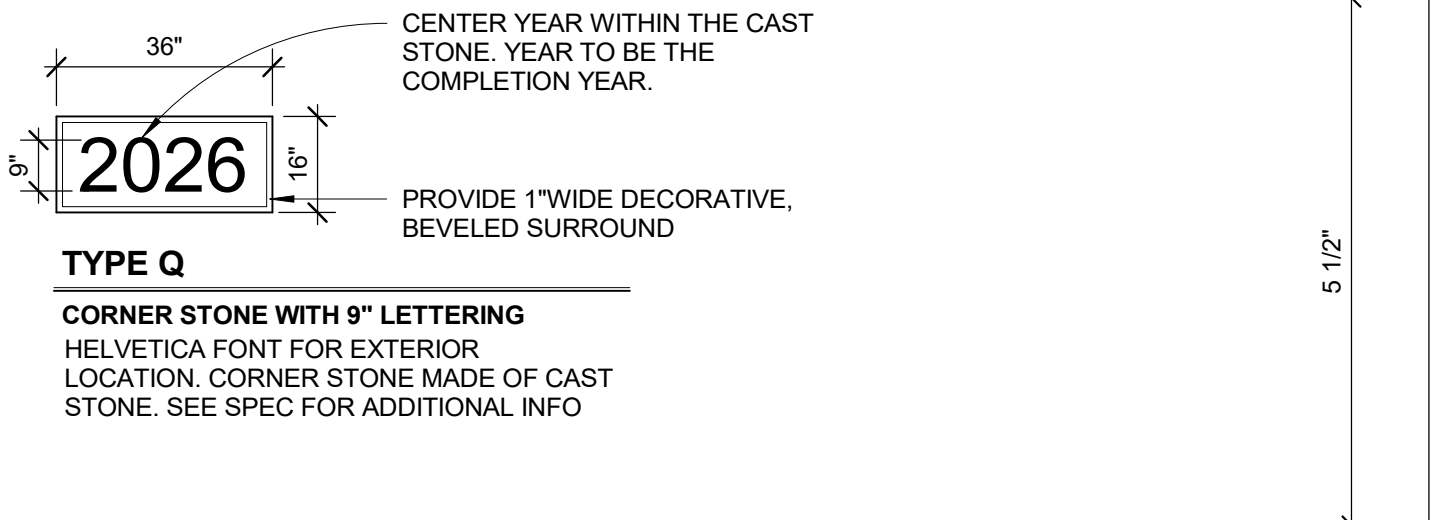 36"
CENTER YEAR WITHIN THE CAST
STONE. YEAR TO BE THE
COMPLETION YEAR.
9"
2026
16"
PROVIDE 1"WIDE DECORATIVE,
BEVELED SURROUND
TYPE Q
CORNER STONE WITH 9" LETTERING
HELVETICA FONT FOR EXTERIOR
LOCATION. CORNER STONE MADE OF CAST
STONE. SEE SPEC FOR ADDITIONAL INFO
5 1/2"